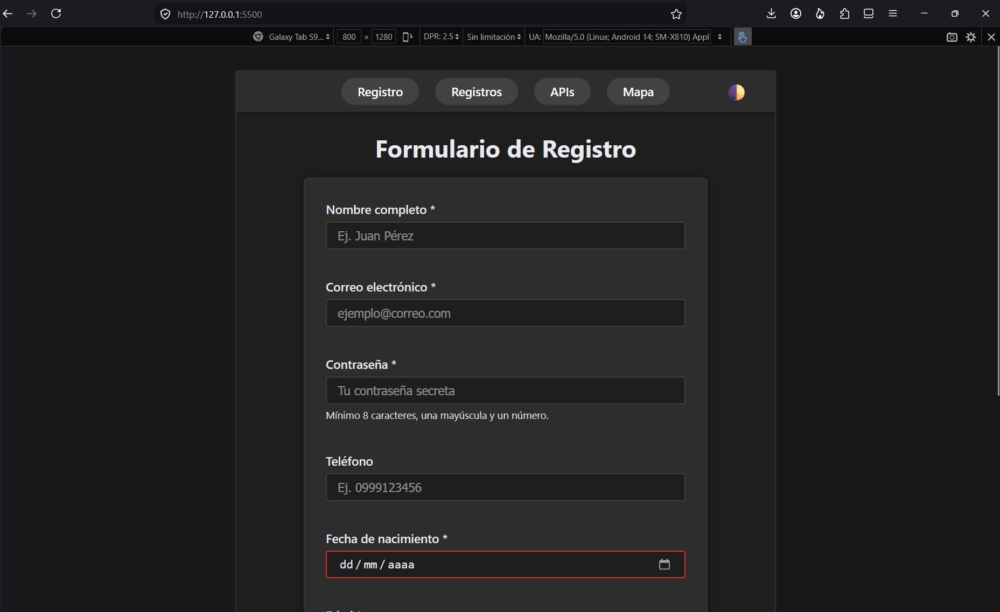 http://127.0.0.1:5500
Galaxy Tab S9... 800 × 1280 DPR: 2.5 Sin limitación UA: Mozilla/5.0 (Linux; Android 14; SM-X810) Appl
Registro Registros APIs Mapa
Formulario de Registro
Nombre completo *
Ej. Juan Pérez
Correo electrónico *
ejemplo@correo.com
Contraseña *
Tu contraseña secreta
Mínimo 8 caracteres, una mayúscula y un número.
Teléfono
Ej. 0999123456
Fecha de nacimiento *
dd / mm / aaaa